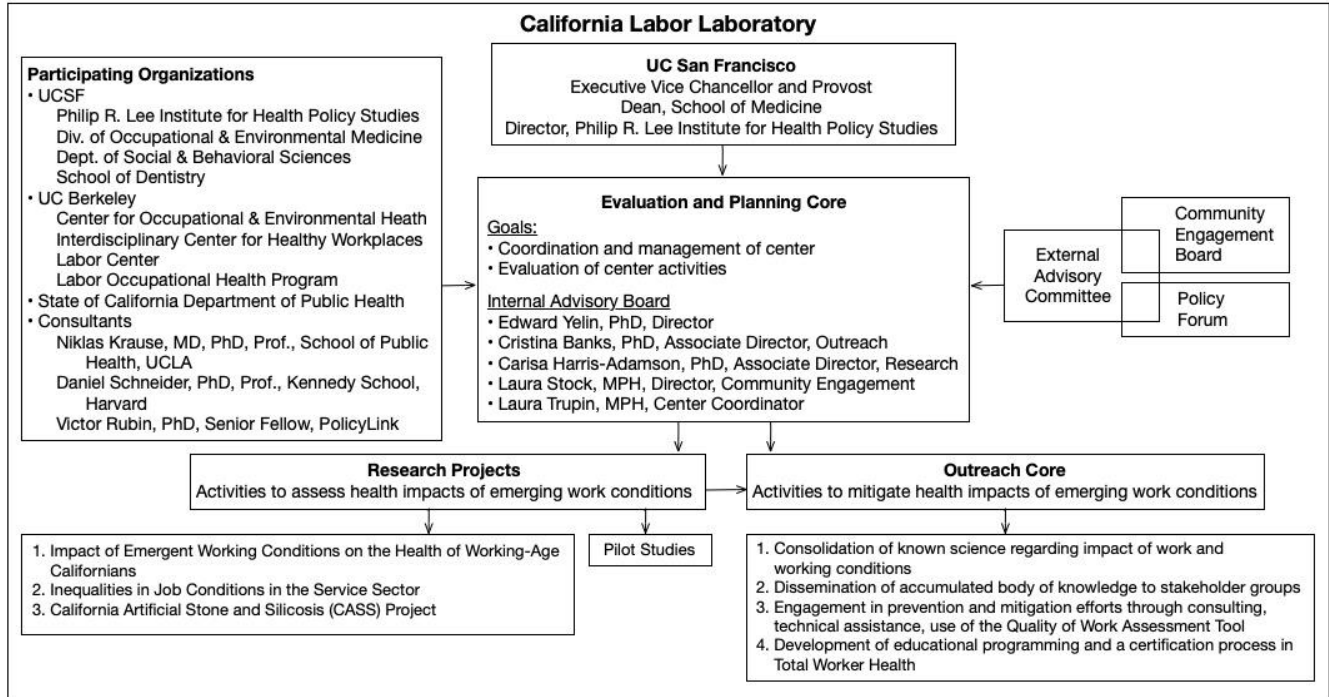 California Labor Laboratory
Participating Organizations
• UCSF
Philip R. Lee Institute for Health Policy Studies
Div. of Occupational & Environmental Medicine
Dept. of Social & Behavioral Sciences
School of Dentistry
• UC Berkeley
Center for Occupational & Environmental Heath
Interdisciplinary Center for Healthy Workplaces
Labor Center
Labor Occupational Health Program
• State of California Department of Public Health
• Consultants
Niklas Krause, MD, PhD, Prof., School of Public
Health, UCLA
Daniel Schneider, PhD, Prof., Kennedy School,
Harvard
Victor Rubin, PhD, Senior Fellow, PolicyLink
UC San Francisco
Executive Vice Chancellor and Provost
Dean, School of Medicine
Director, Philip R. Lee Institute for Health Policy Studies
Evaluation and Planning Core
Goals:
• Coordination and management of center
• Evaluation of center activities
Internal Advisory Board
• Edward Yelin, PhD, Director
• Cristina Banks, PhD, Associate Director, Outreach
• Carisa Harris-Adamson, PhD, Associate Director, Research
• Laura Stock, MPH, Director, Community Engagement
• Laura Trupin, MPH, Center Coordinator
External
Advisory
Committee
Community
Engagement
Board
Policy
Forum
Research Projects
Activities to assess health impacts of emerging work conditions
Outreach Core
Activities to mitigate health impacts of emerging work conditions
1. Impact of Emergent Working Conditions on the Health of Working-Age
Californians
2. Inequalities in Job Conditions in the Service Sector
3. California Artificial Stone and Silicosis (CASS) Project
Pilot Studies
1. Consolidation of known science regarding impact of work and
working conditions
2. Dissemination of accumulated body of knowledge to stakeholder groups
3. Engagement in prevention and mitigation efforts through consulting,
technical assistance, use of the Quality of Work Assessment Tool
4. Development of educational programming and a certification process in
Total Worker Health